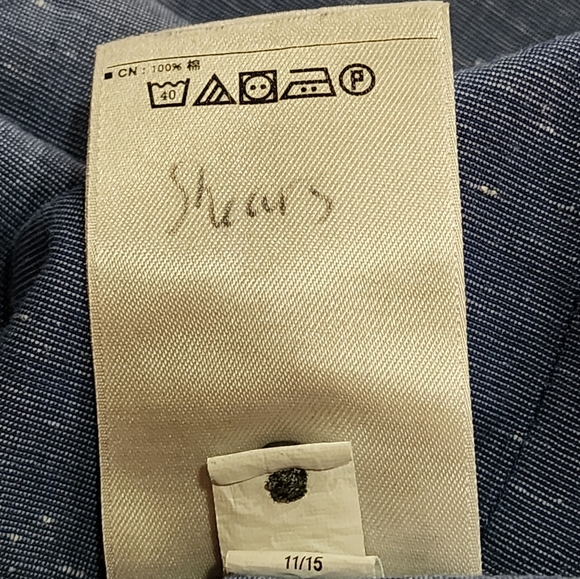 ■ CN : 100% 棉
40
P
Shears
11/15